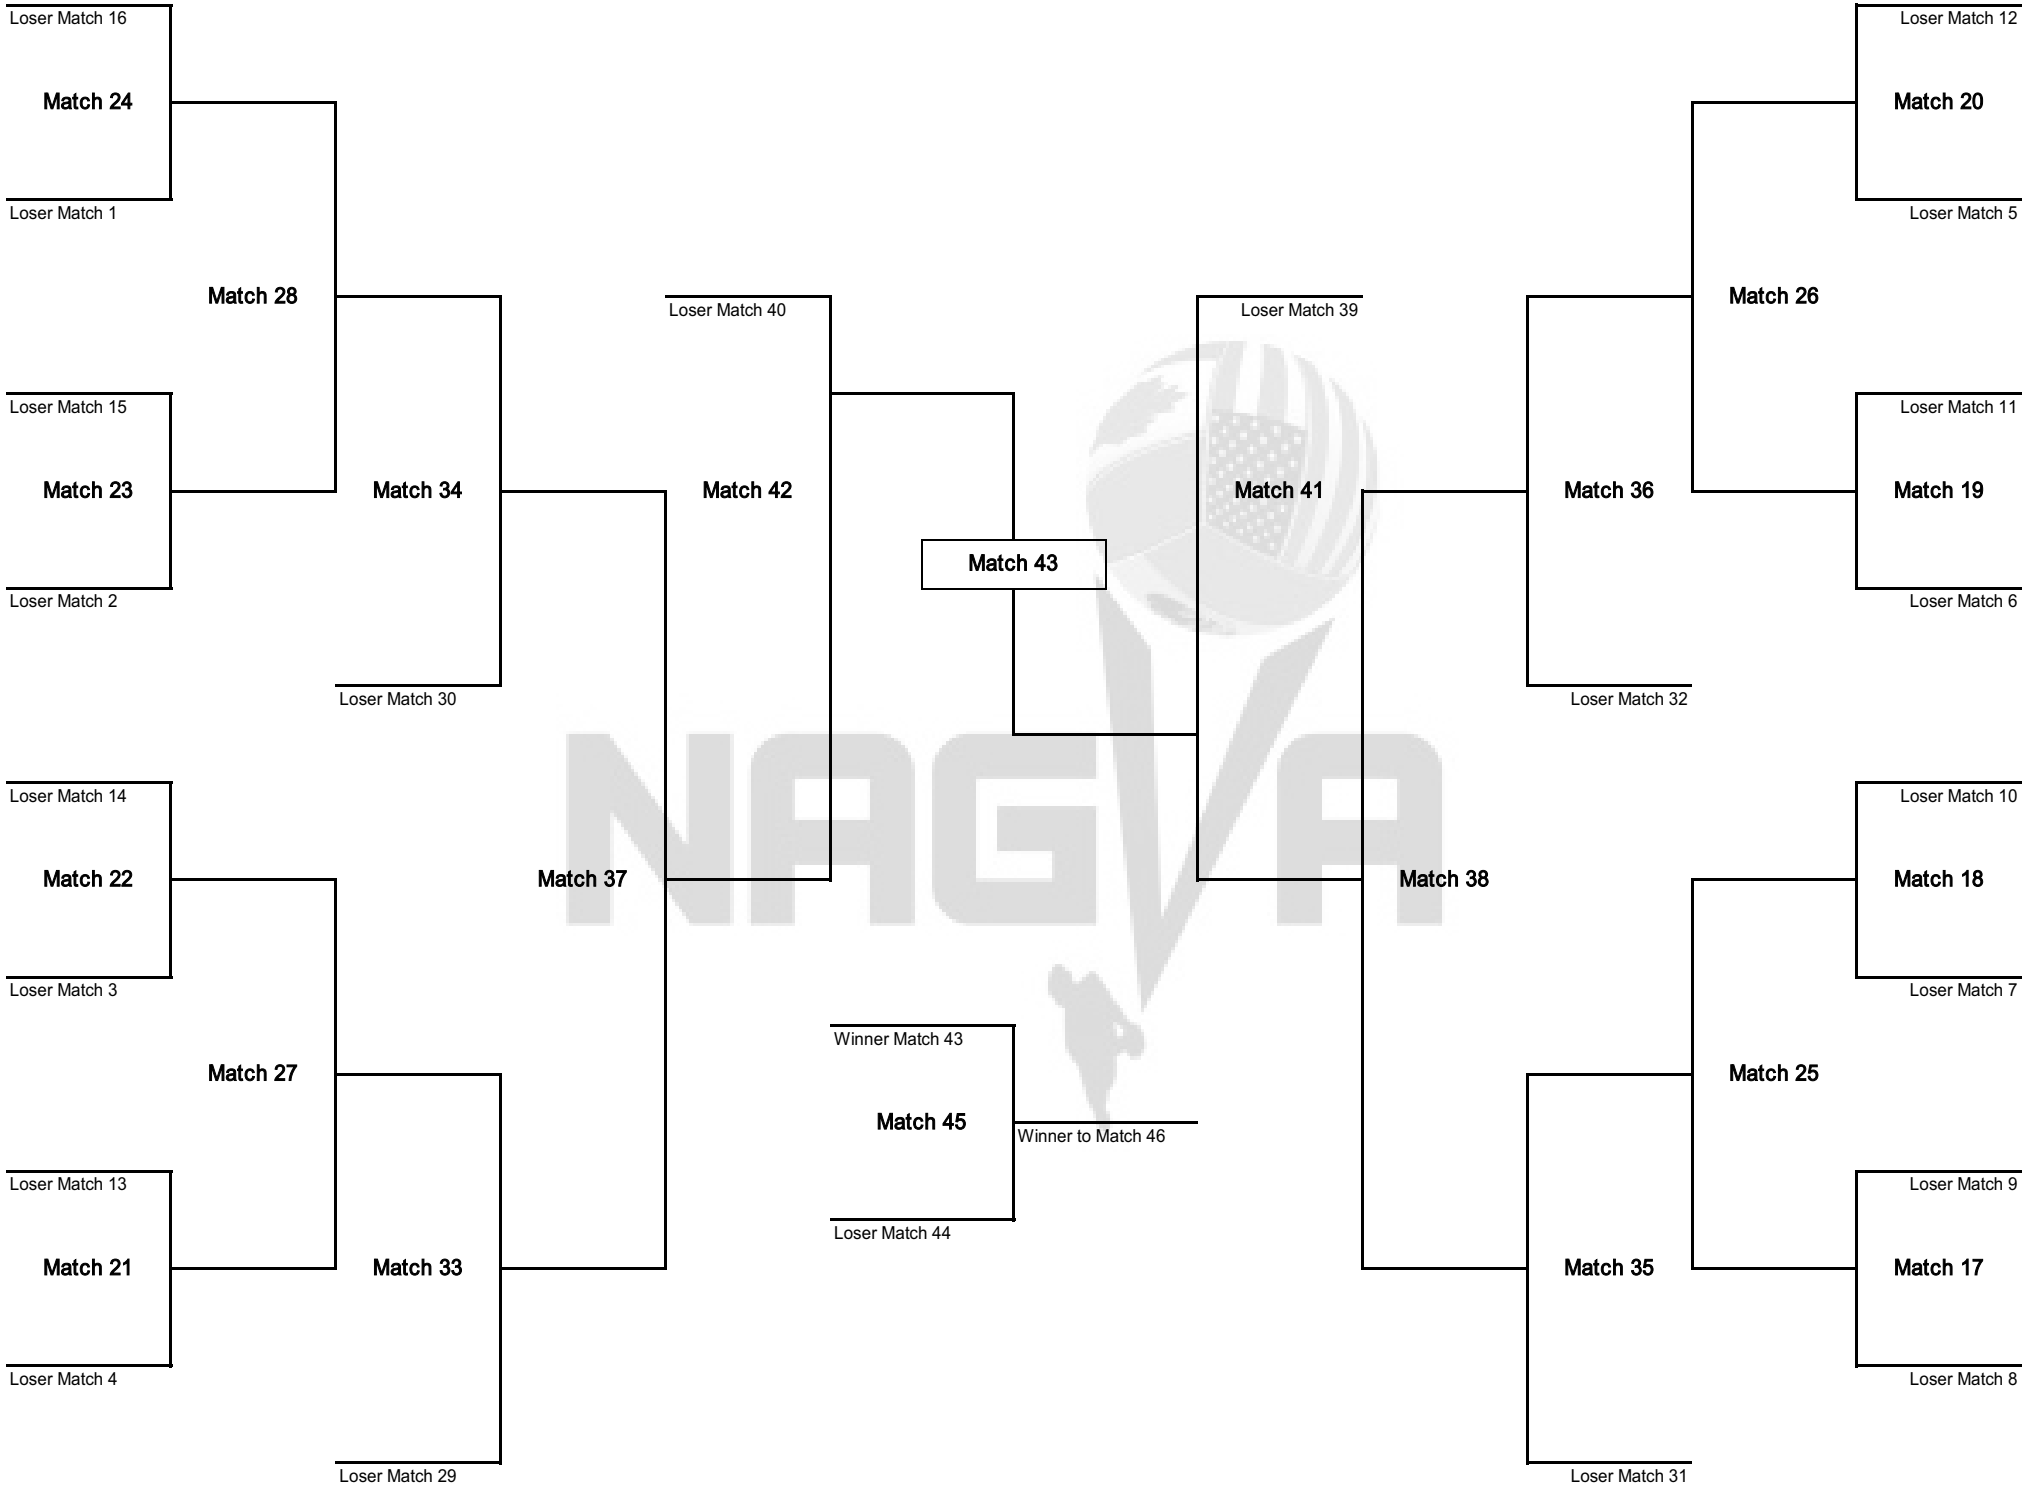 Loser Match 16
Loser Match 12
Match 24
Match 20
Loser Match 1
Loser Match 5
Match 28
Loser Match 40
Loser Match 39
Match 26
Loser Match 15
Loser Match 11
Match 23
Match 34
Match 42
Match 41
Match 36
Match 19
Match 43
Loser Match 2
Loser Match 6
Loser Match 30
Loser Match 32
NAGVA
Loser Match 14
Loser Match 10
Match 22
Match 37
Match 38
Match 18
Loser Match 3
Loser Match 7
Winner Match 43
Match 27
Match 25
Match 45
Winner to Match 46
Loser Match 13
Loser Match 9
Loser Match 44
Match 21
Match 33
Match 35
Match 17
Loser Match 4
Loser Match 8
Loser Match 29
Loser Match 31